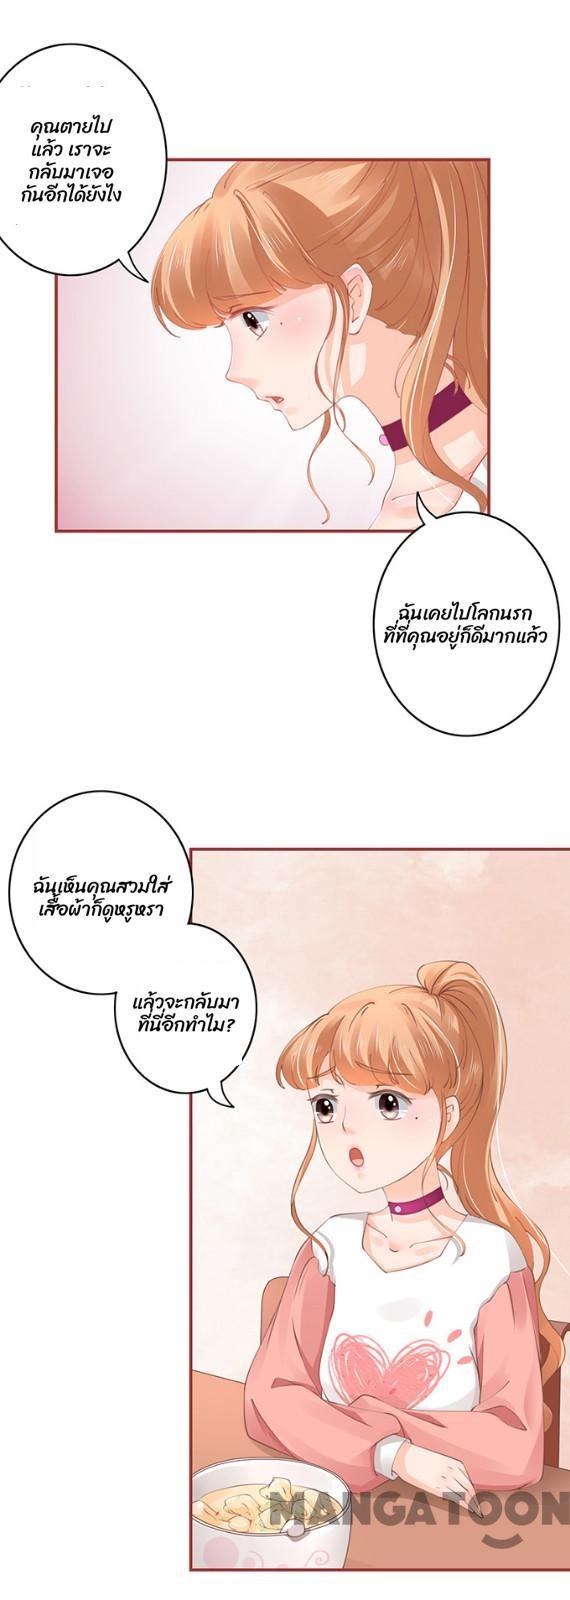 คุณตายไป
แล้ว เราจะ
กลับมาเจอ
กันอีกได้ยังไง
ฉันเคยไปโลกนรก
ที่ที่คุณอยู่ก็ดีมากแล้ว
ฉันเห็นคุณสวมใส่
เสื้อผ้าก็ดูหรูหรา
แล้วจะกลับมา
ที่นี่อีกทำไม?
MANGATOON